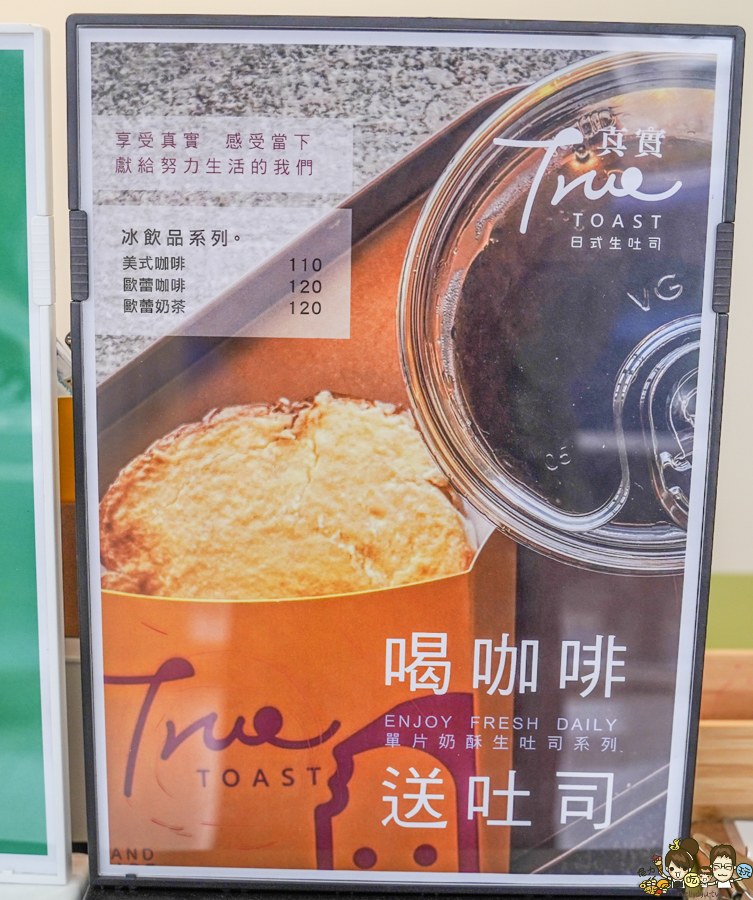 享受真實 感受當下
獻給努力生活的我們
冰飲品系列。
美式咖啡 110
歐蕾咖啡 120
歐蕾奶茶 120
真實
True
TOAST
日式生吐司
VG
C5
喝咖啡
ENJOY FRESH DAILY
單片奶酥生吐司系列
送吐司
True
TOAST
AND